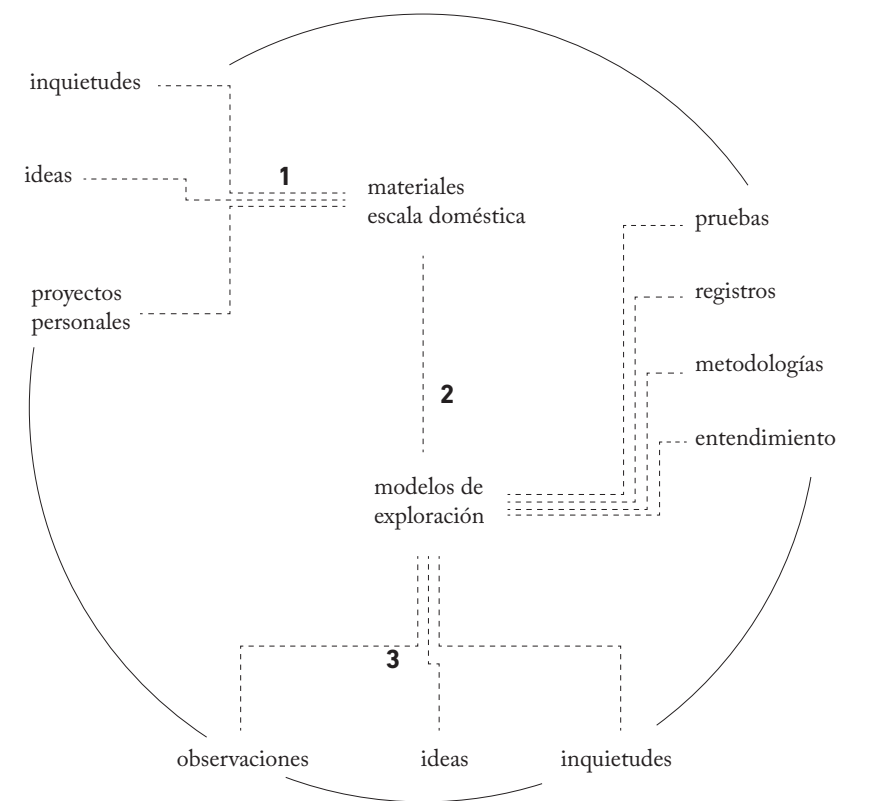 inquietudes
ideas
1
materiales
escala doméstica
pruebas
registros
proyectos
personales
metodologías
2
entendimiento
modelos de
exploración
3
observaciones
ideas
inquietudes